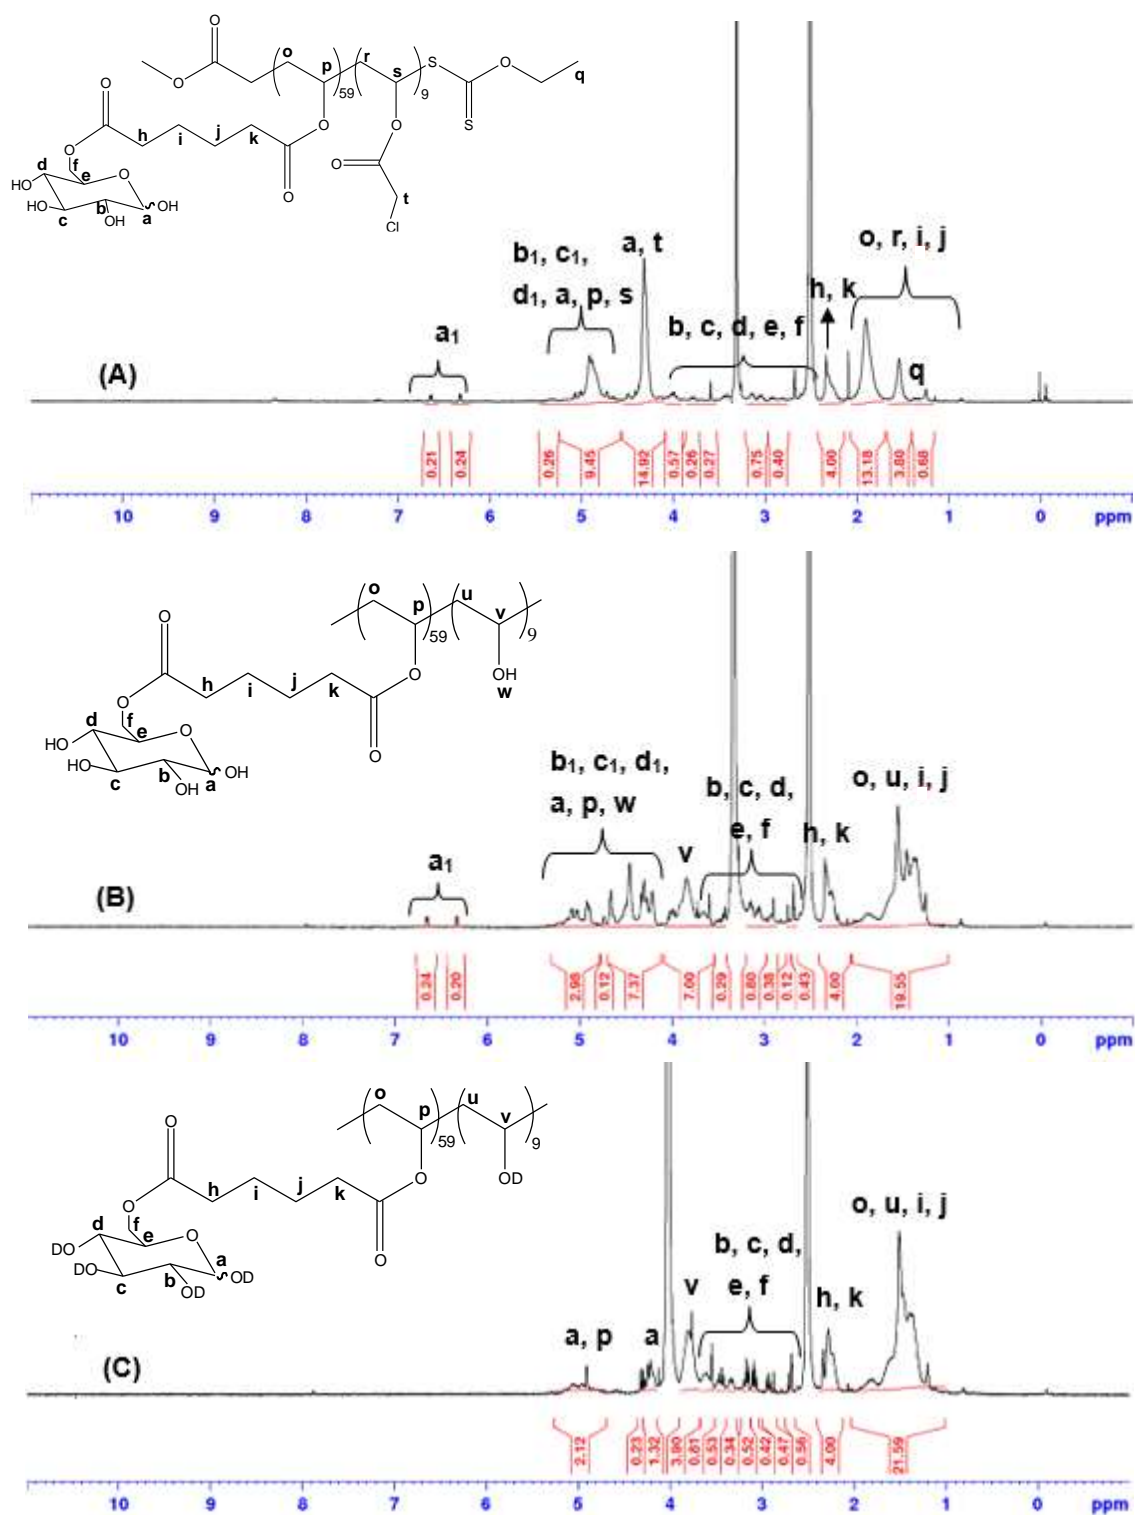 O
o
r
O
p
s
S
O
q
59
9
O
O
O
S
h
i
j
k
O
O
d
f
e
O
HO
O
HO
b
c
OH
a
OH
t
Cl
b1, c1,
d1, a, p, s
a, t
o, r, i, j
h, k
b, c, d, e, f
a1
q
(A)
0.21
0.24
0.26
9.45
14.92
0.57
0.26
0.27
0.75
0.40
4.00
13.18
3.80
0.68
10
9
8
7
6
5
4
3
2
1
0
ppm
o
u
p
v
59
9
O
O
OH
w
h
i
j
k
O
d
f
e
O
HO
O
HO
b
c
OH
a
OH
b1, c1, d1,
a, p, w
b, c, d,
e, f
o, u, i, j
h, k
v
a1
(B)
0.24
0.20
2.98
0.12
7.37
7.00
0.29
0.80
0.38
0.12
0.43
4.00
19.55
10
9
8
7
6
5
4
3
2
1
0
ppm
o
u
p
v
59
9
O
O
OD
h
i
j
k
O
d
f
e
O
DO
O
DO
b
c
OD
a
OD
o, u, i, j
b, c, d,
e, f
v
h, k
a, p
a
(C)
2.12
0.23
1.32
3.90
0.61
0.53
0.34
0.52
0.42
0.47
0.56
4.00
21.59
10
9
8
7
6
5
4
3
2
1
0
ppm